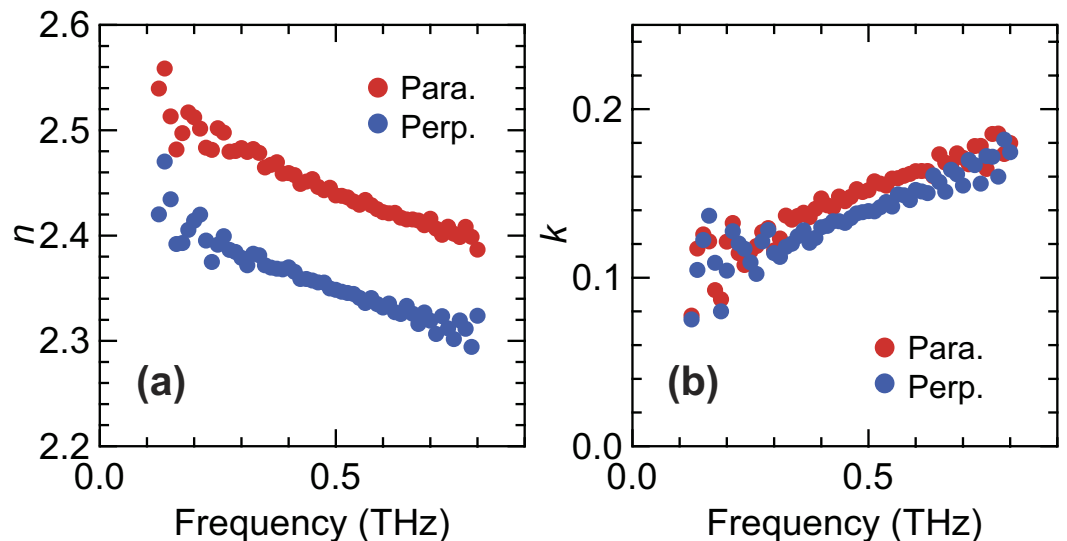 2.6
2.5
2.4
2.3
2.2
n
(a)
Para.
Perp.
0.0
0.5
Frequency (THz)
0.2
0.1
0.0
k
(b)
Para.
Perp.
0.0
0.5
Frequency (THz)